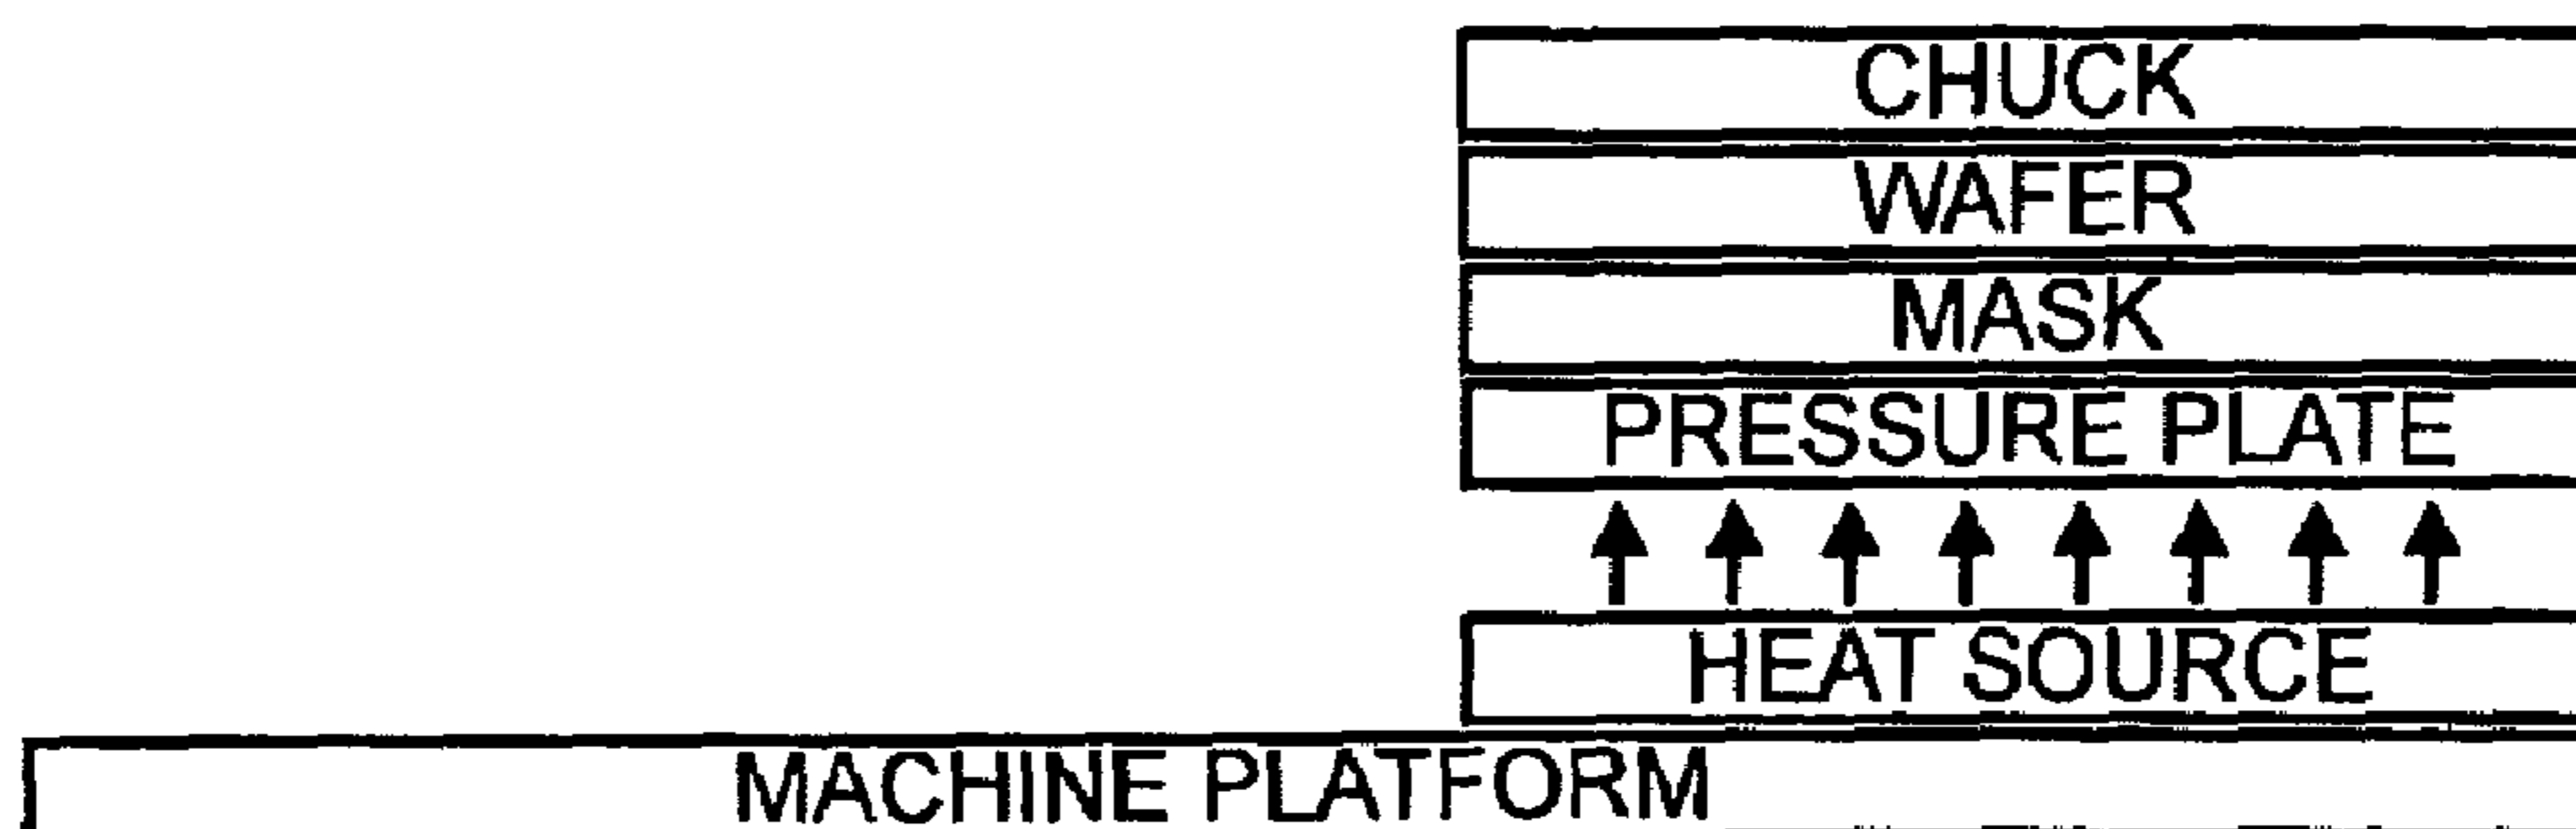 CHUCK
WAFER
MASK
PRESSURE PLATE
HEAT SOURCE
MACHINE PLATFORM